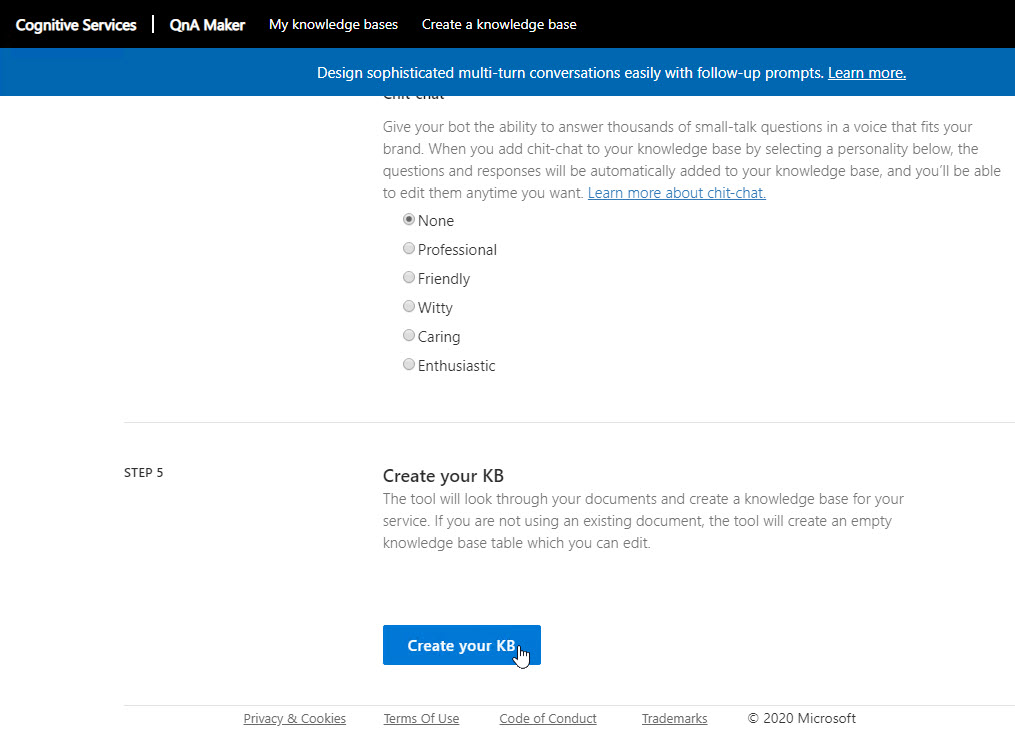 Cognitive Services | QnA Maker My knowledge bases Create a knowledge base
Design sophisticated multi-turn conversations easily with follow-up prompts. Learn more.
Chit-chat
Give your bot the ability to answer thousands of small-talk questions in a voice that fits your
brand. When you add chit-chat to your knowledge base by selecting a personality below, the
questions and responses will be automatically added to your knowledge base, and you'll be able
to edit them anytime you want. Learn more about chit-chat.
None
Professional
Friendly
Witty
Caring
Enthusiastic
STEP 5
Create your KB
The tool will look through your documents and create a knowledge base for your
service. If you are not using an existing document, the tool will create an empty
knowledge base table which you can edit.
Create your KB
Privacy & Cookies Terms Of Use Code of Conduct Trademarks © 2020 Microsoft